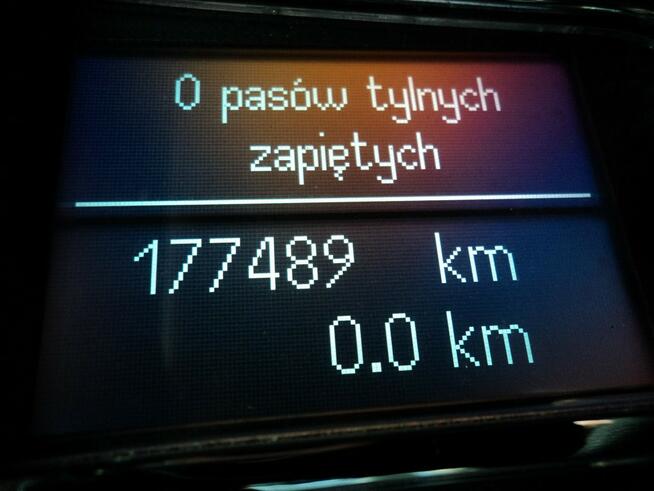 0 pasów tylnych
zapiętych
177489 km
0.0 km